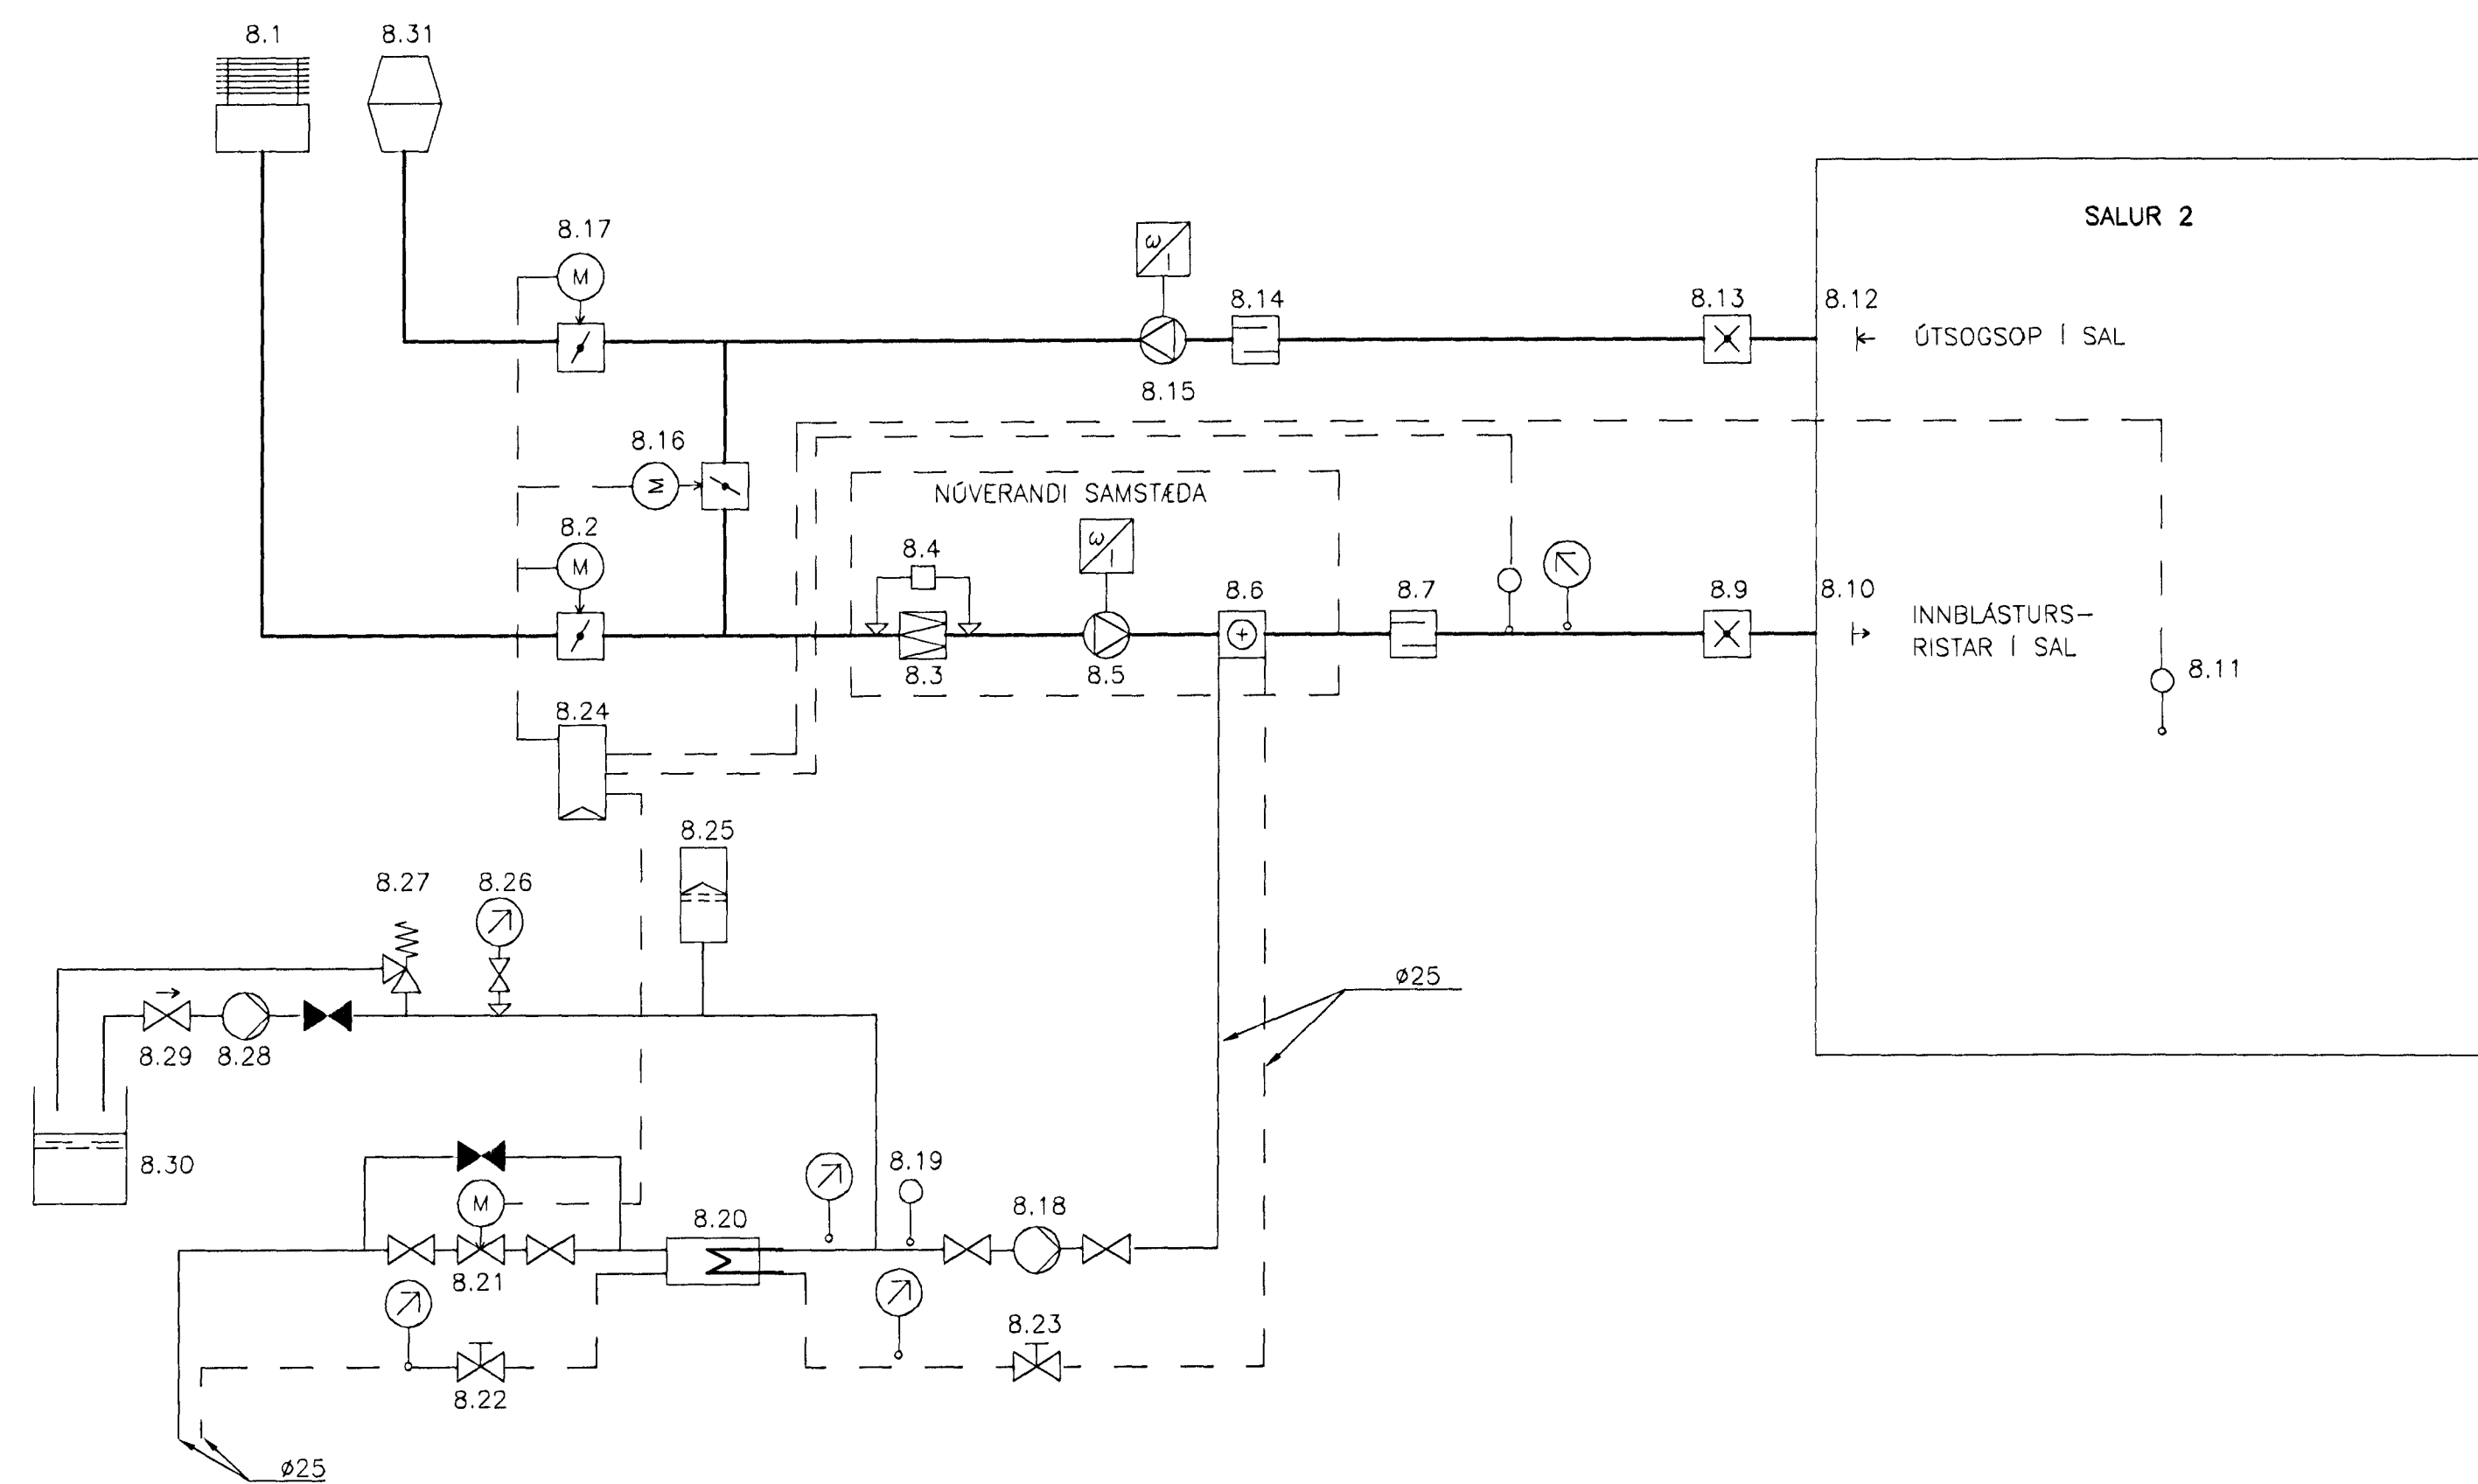 8.1
8.31
SALUR 2
8.17
M
ω
I
8.14
8.13
8.12
ÚTSOGSOP Í SAL
8.15
8.16
M
NÚVERANDI SAMSTÆÐA
8.2
M
8.4
ω
I
8.6
8.7
8.9
8.10
INNBLÁSTURS-
RISTAR Í SAL
8.3
8.5
8.11
8.24
8.25
8.27
8.26
ø25
8.29
8.28
8.30
8.19
M
8.20
8.18
8.21
8.23
8.22
ø25